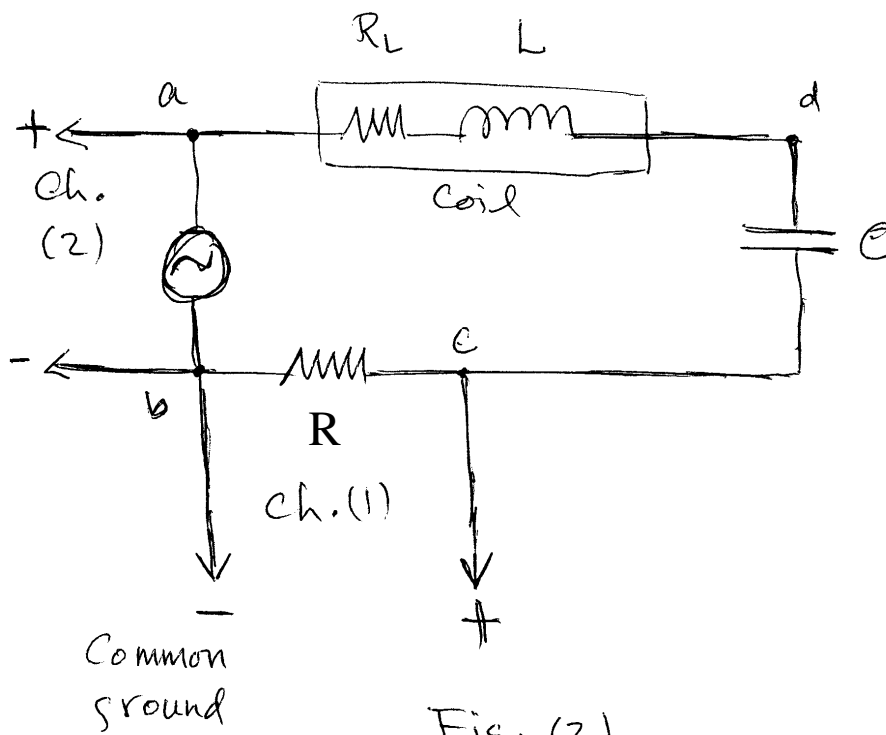 R_L L
a
d
+
Ch.
(2)
Coil
C
-
b
c
R
Ch.(1)
-
+
Common
ground
Fig. (2)